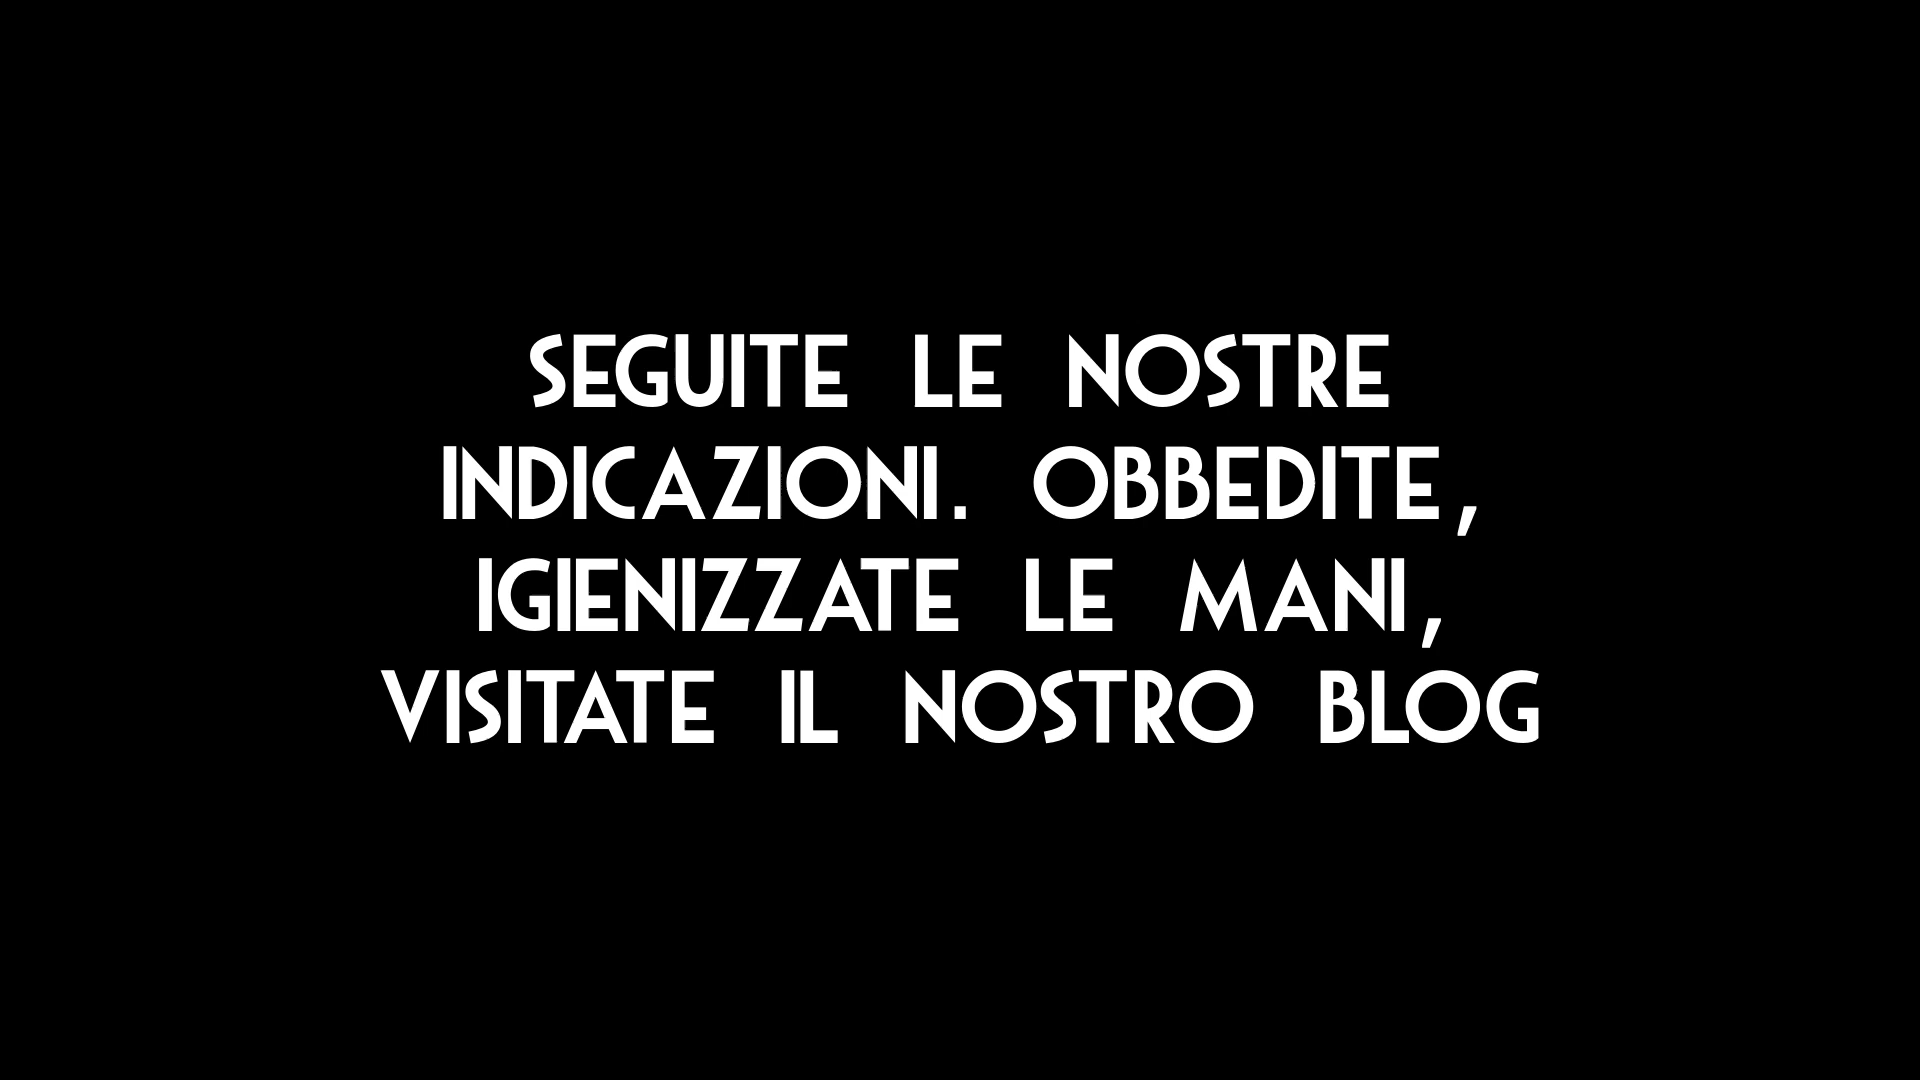 SEGUITE LE NOSTRE
INDICAZIONI. OBBEDITE,
IGIENIZZATE LE MANI,
VISITATE IL NOSTRO BLOG